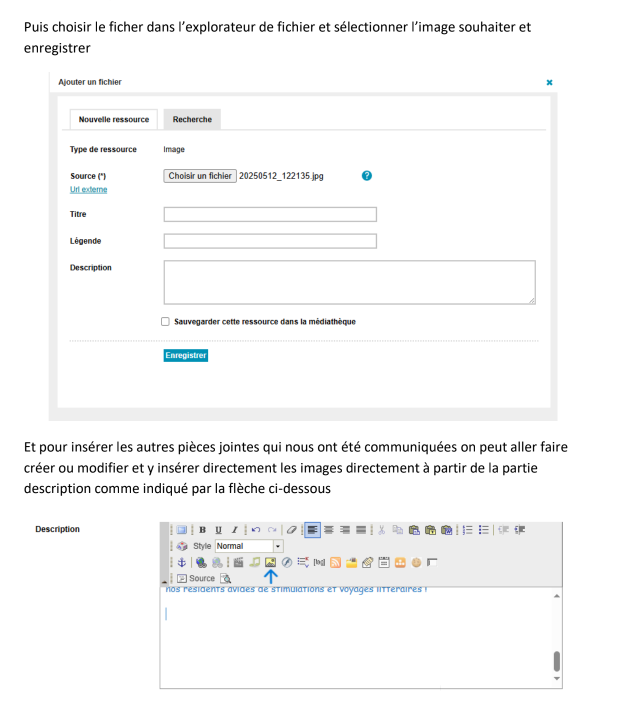 Puis choisir le ficher dans l’explorateur de fichier et sélectionner l’image souhaiter et
enregistrer
Ajouter un fichier
Nouvelle ressource Recherche
Type de ressource Image
Source (*) Choisir un fichier 20250512_122135.jpg ?
Url externe
Titre
Légende
Description
Sauvegarder cette ressource dans la médiathèque
Enregistrer
Et pour insérer les autres pièces jointes qui nous ont été communiquées on peut aller faire
créer ou modifier et y insérer directement les images directement à partir de la partie
description comme indiqué par la flèche ci-dessous
Description
B U I
Style Normal
Source
nos résidents avides de stimulations et voyages littéraires !